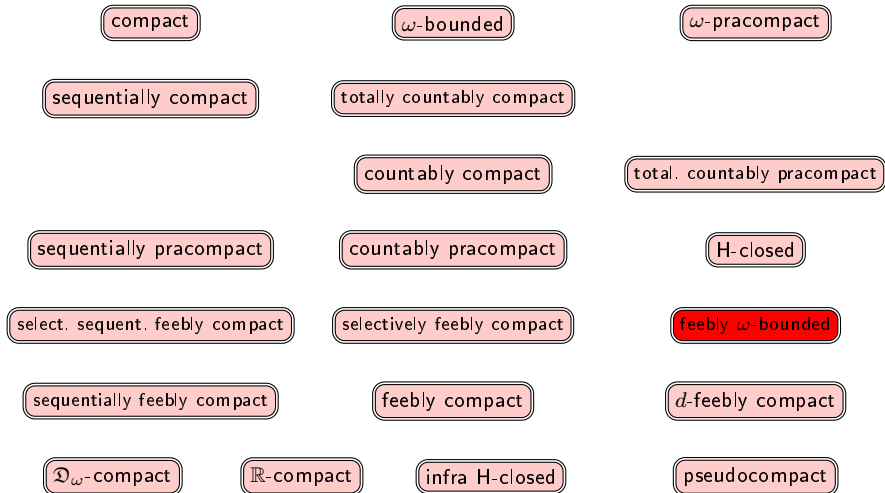 compact ω-bounded ω-pracompact
sequentially compact totally countably compact
countably compact total. countably pracompact
sequentially pracompact countably pracompact H-closed
select. sequent. feebly compact selectively feebly compact feebly ω-bounded
sequentially feebly compact feebly compact d-feebly compact
𝔇ω-compact ℝ-compact infra H-closed pseudocompact